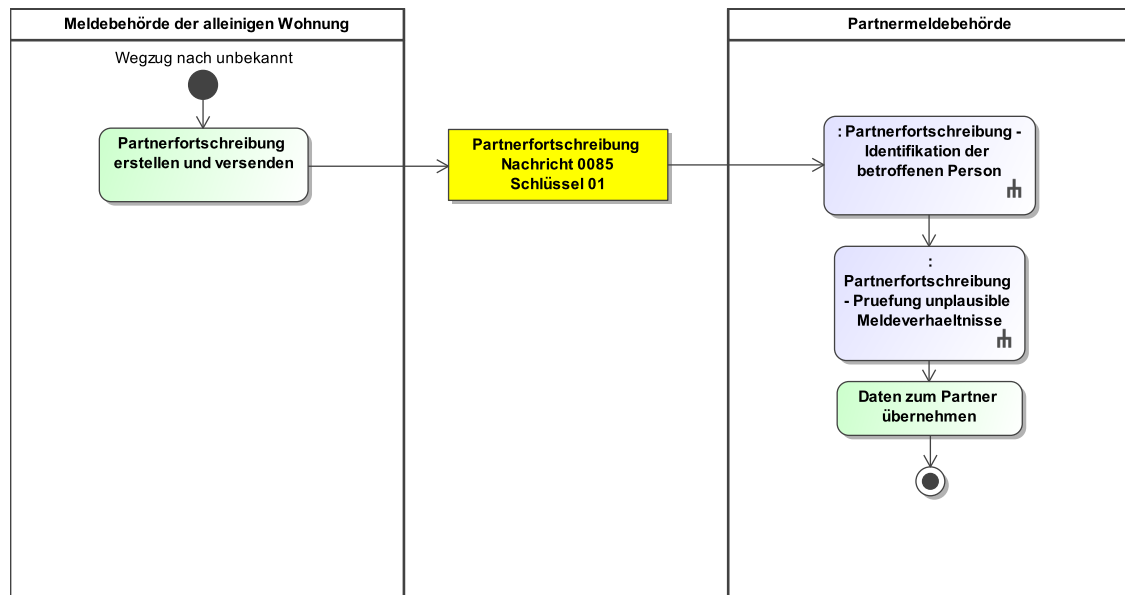 Meldebehörde der alleinigen Wohnung
Wegzug nach unbekannt
Partnerfortschreibung
erstellen und versenden
Partnerfortschreibung
Nachricht 0085
Schlüssel 01
Partnermeldebehörde
: Partnerfortschreibung -
Identifikation der
betroffenen Person
:
Partnerfortschreibung
- Pruefung unplausible
Meldeverhaeltnisse
Daten zum Partner
übernehmen